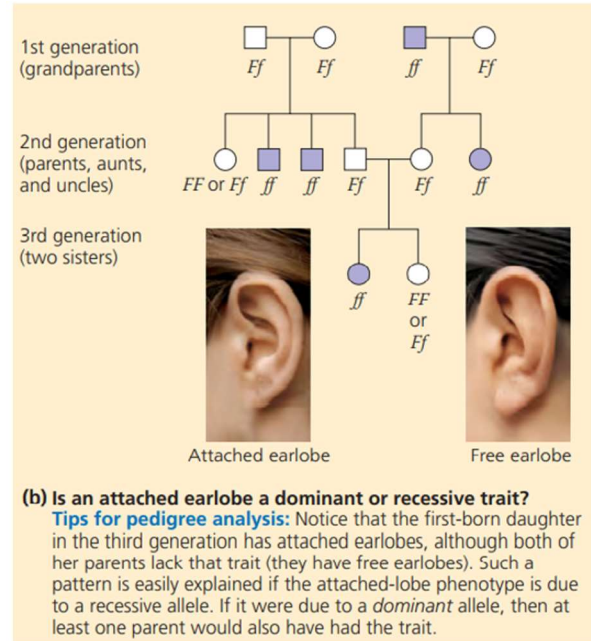 1st generation
(grandparents)
Ff Ff ff Ff
2nd generation
(parents, aunts,
and uncles)
FF or Ff ff ff Ff Ff ff
3rd generation
(two sisters)
ff FF
or
Ff
Attached earlobe Free earlobe
(b) Is an attached earlobe a dominant or recessive trait?
Tips for pedigree analysis: Notice that the first-born daughter
in the third generation has attached earlobes, although both of
her parents lack that trait (they have free earlobes). Such a
pattern is easily explained if the attached-lobe phenotype is due
to a recessive allele. If it were due to a dominant allele, then at
least one parent would also have had the trait.